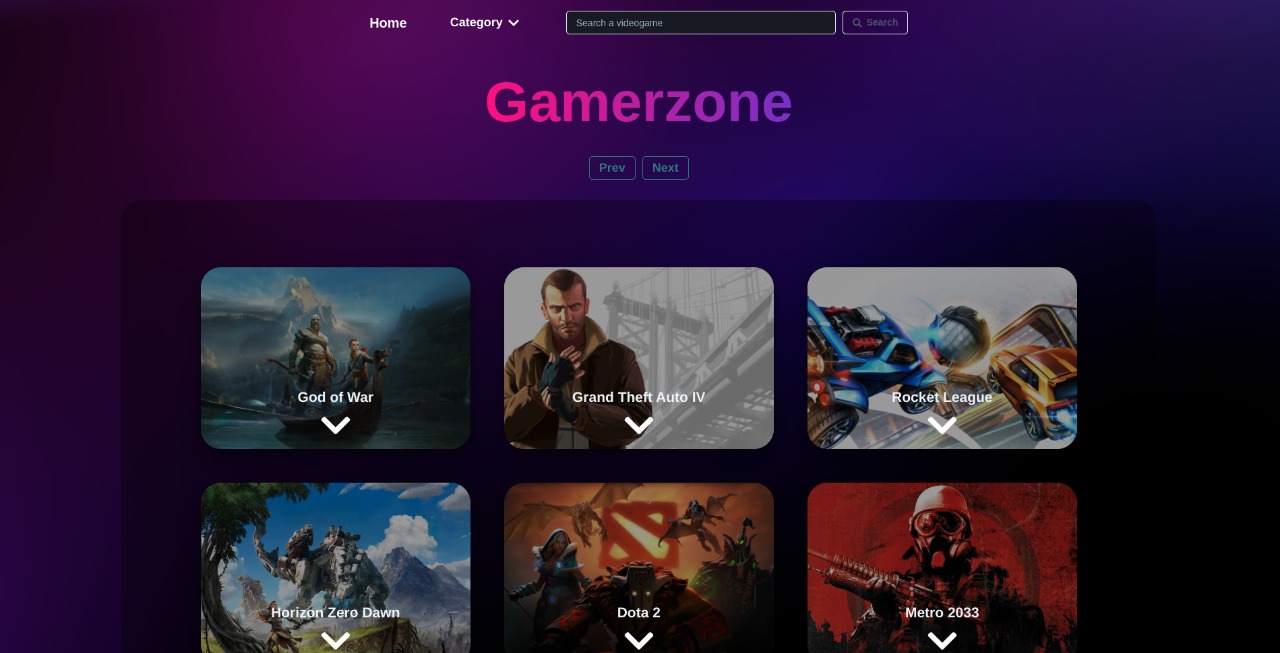 Home Category Search a videogame Search
Gamerzone
Prev Next
God of War Grand Theft Auto IV Rocket League
Horizon Zero Dawn Dota 2 Metro 2033